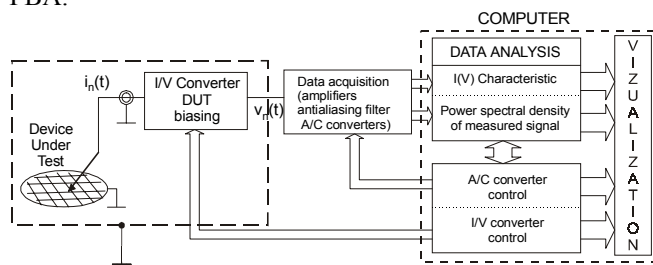 COMPUTER
DATA ANALYSIS
I(V) Characteristic
Power spectral density
of measured signal
A/C converter
control
I/V converter
control
VIZUALIZATION
iₙ(t)
I/V Converter
DUT
biasing
vₙ(t)
Data acquisition
(amplifiers
antialiasing filter
A/C converters)
Device
Under
Test